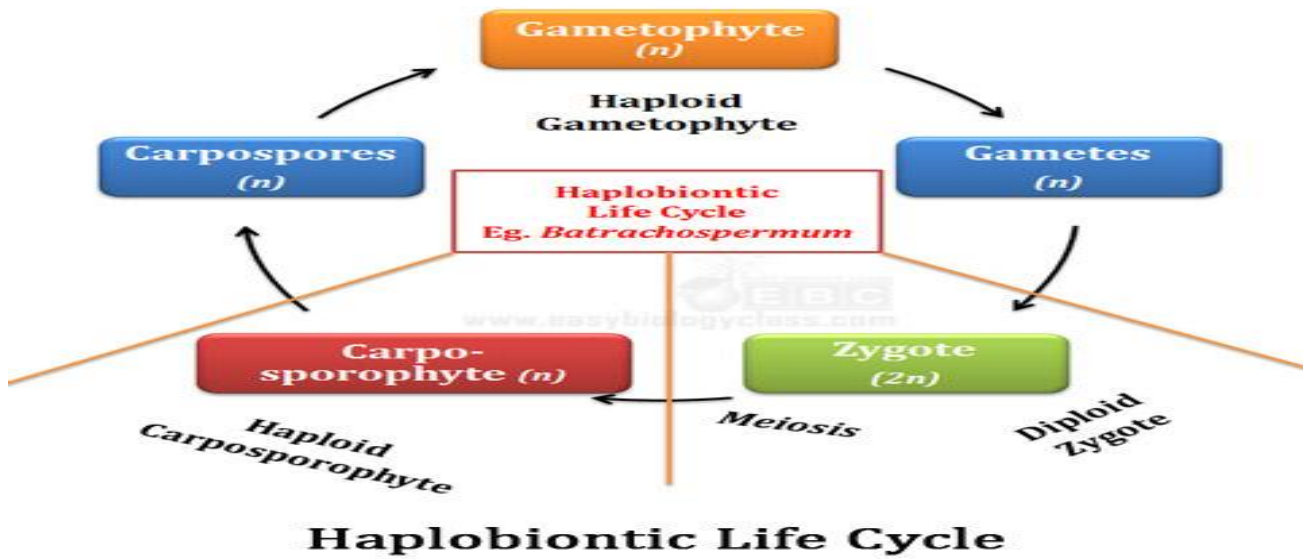 Gametophyte
(n)
Haploid
Gametophyte
Carpospores
(n)
Gametes
(n)
Haplobiontic
Life Cycle
Eg. Batrachospermum
EBC
www.easybiologyclass.com
Carpo-
sporophyte (n)
Zygote
(2n)
Meiosis
Diploid
Zygote
Haploid
Carposporophyte
Haplobiontic Life Cycle